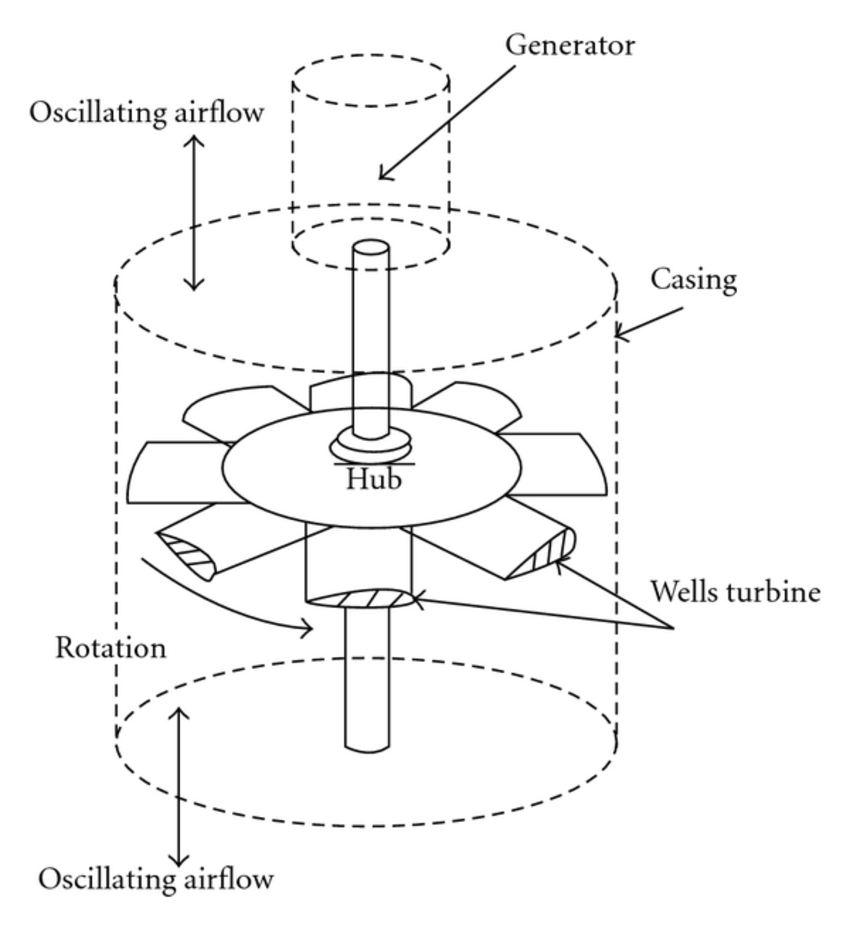 Generator
Oscillating airflow
Casing
Hub
Wells turbine
Rotation
Oscillating airflow